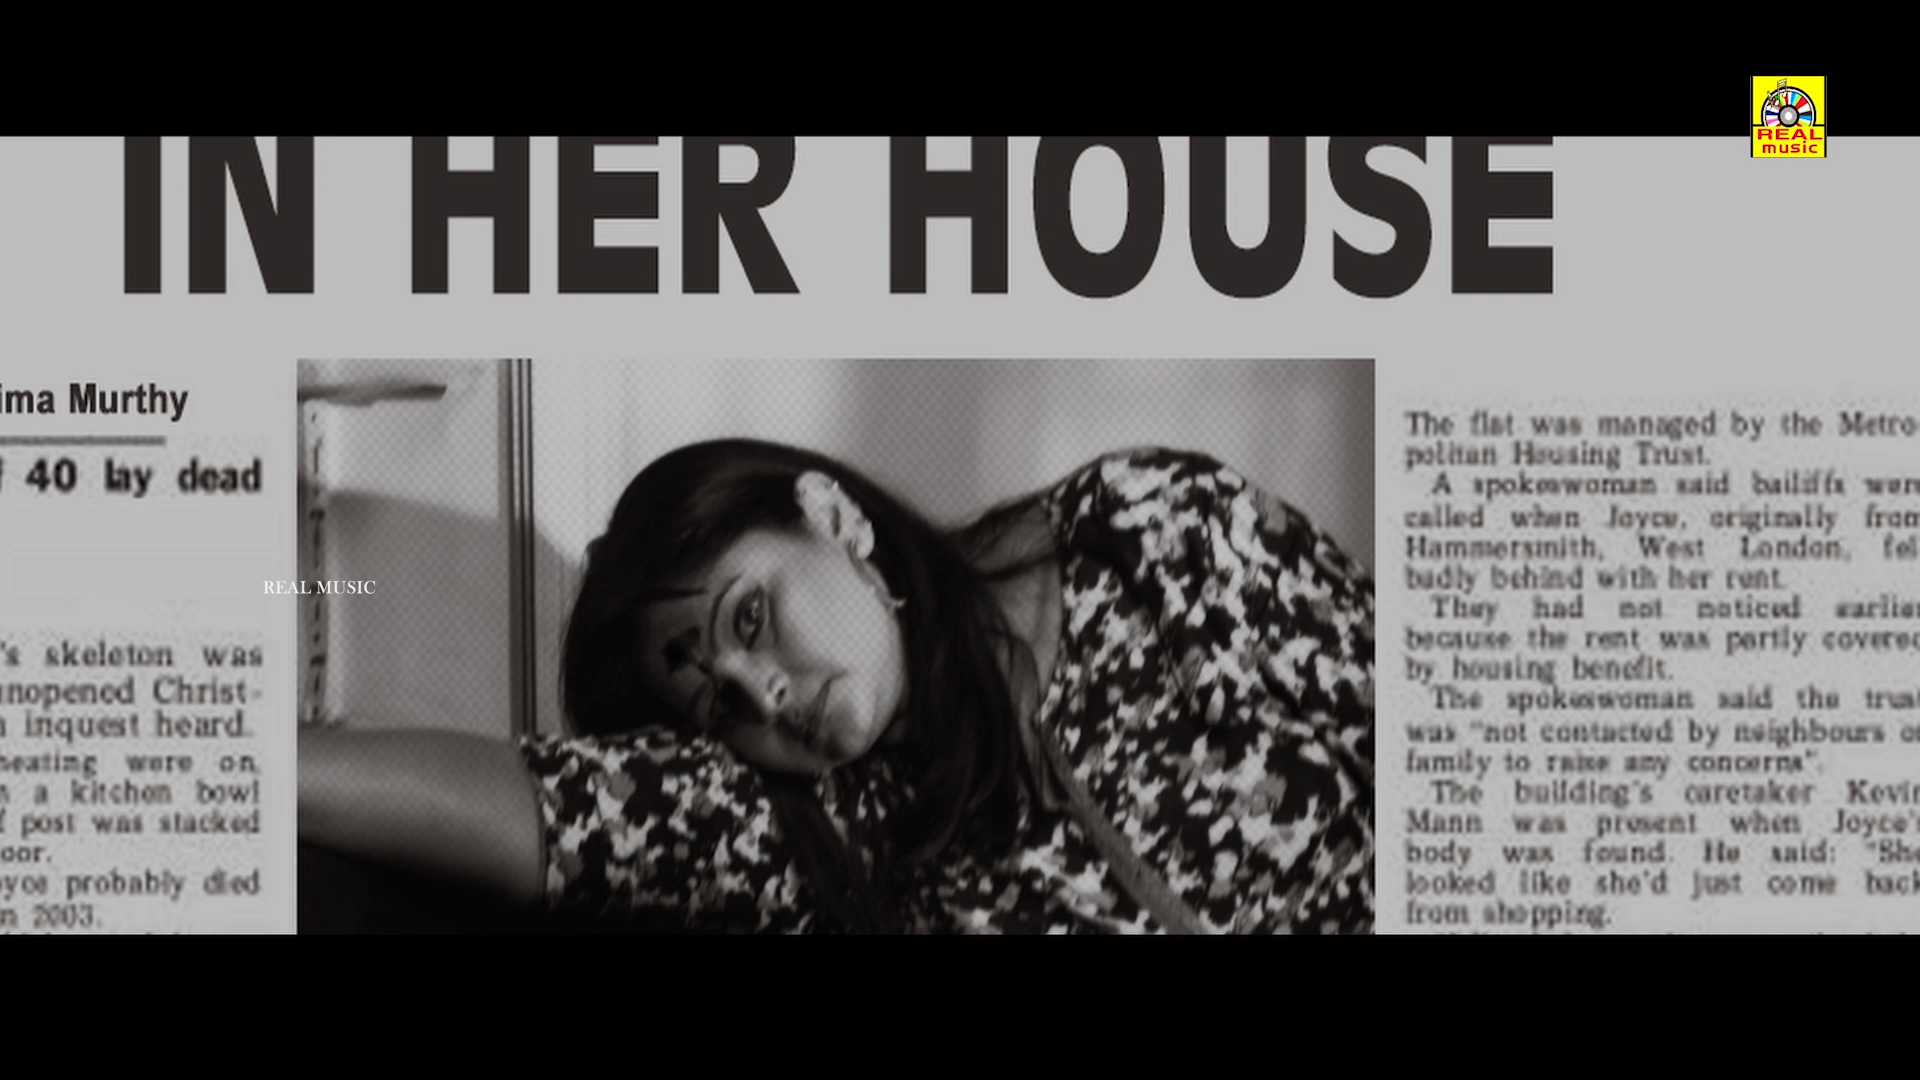 REAL
music
IN HER HOUSE
ima Murthy
40 lay dead
's skeleton was
nopened Christ-
inquest heard.
heating were on,
a kitchen bowl
post was stacked
oor.
yce probably died
n 2003.
REAL MUSIC
The flat was managed by the Metro-
politan Housing Trust.
A spokeswoman said bailiffs were
called when Joyce, originally from
Hammersmith, West London, fell
badly behind with her rent.
They had not noticed earlier
because the rent was partly covered
by housing benefit.
The spokeswoman said the trust
was "not contacted by neighbours or
family to raise any concerns".
The building's caretaker Kevin
Mann was present when Joyce's
body was found. He said: "She
looked like she'd just come back
from shopping.